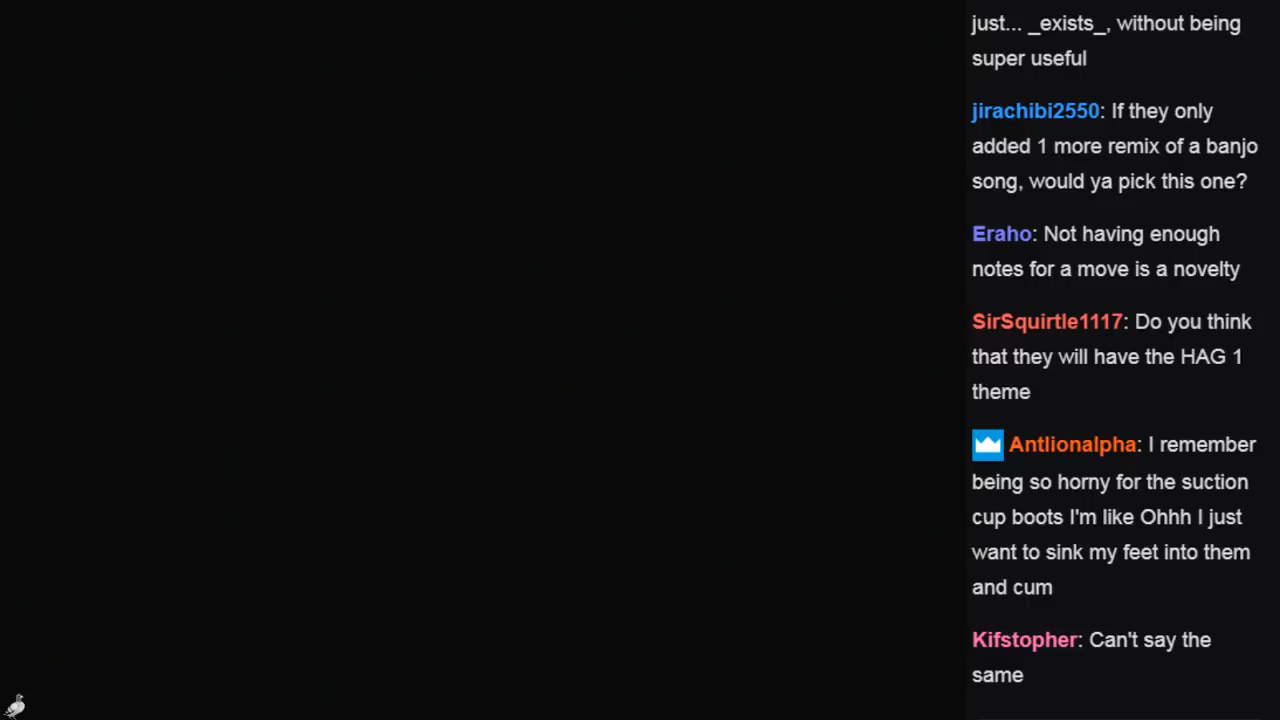 just... _exists_, without being
super useful
jirachibi2550: If they only
added 1 more remix of a banjo
song, would ya pick this one?
Eraho: Not having enough
notes for a move is a novelty
SirSquirtle1117: Do you think
that they will have the HAG 1
theme
Antlionalpha: I remember
being so horny for the suction
cup boots I'm like Ohhh I just
want to sink my feet into them
and cum
Kifstopher: Can't say the
same